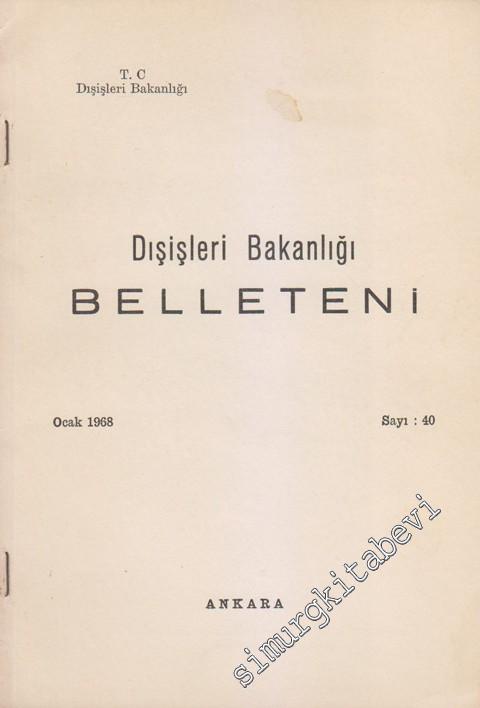 T. C
Dışişleri Bakanlığı
Dışişleri Bakanlığı
BELLETENİ
Ocak 1968
Sayı : 40
ANKARA
simurgkitabevi